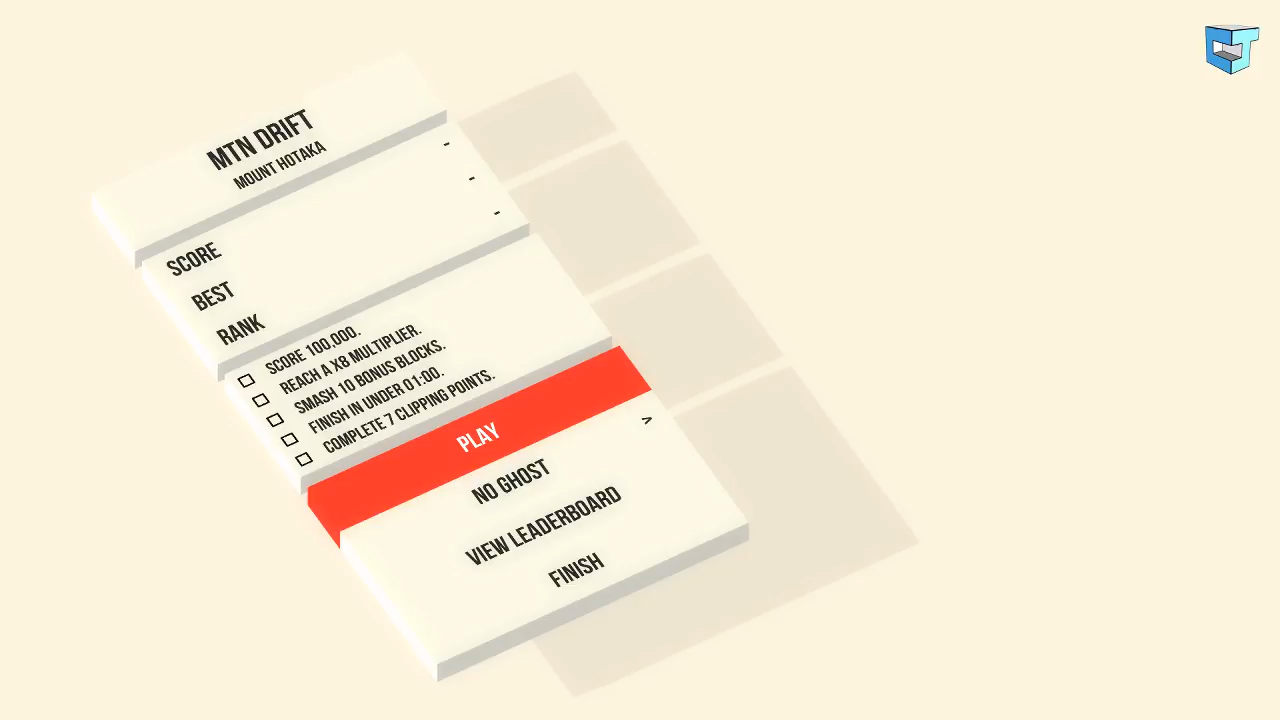 MTN DRIFT
MOUNT HOTAKA
SCORE -
BEST -
RANK -
SCORE 100,000.
REACH A X8 MULTIPLIER.
SMASH 10 BONUS BLOCKS.
FINISH IN UNDER 01:00.
COMPLETE 7 CLIPPING POINTS.
PLAY
NO GHOST >
VIEW LEADERBOARD
FINISH